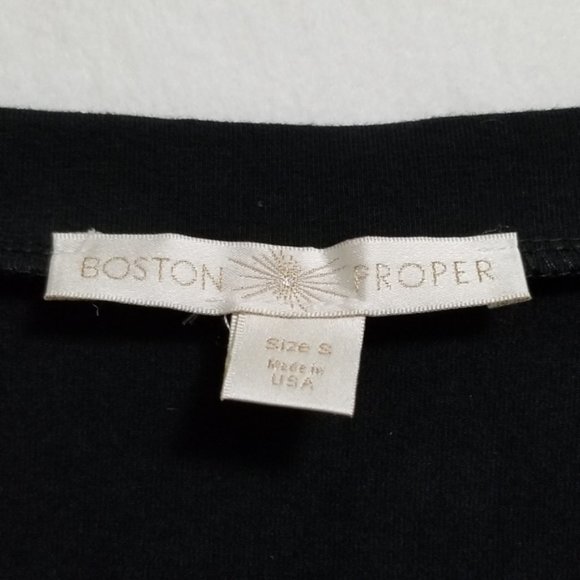 BOSTON PROPER
Size S
Made in
USA